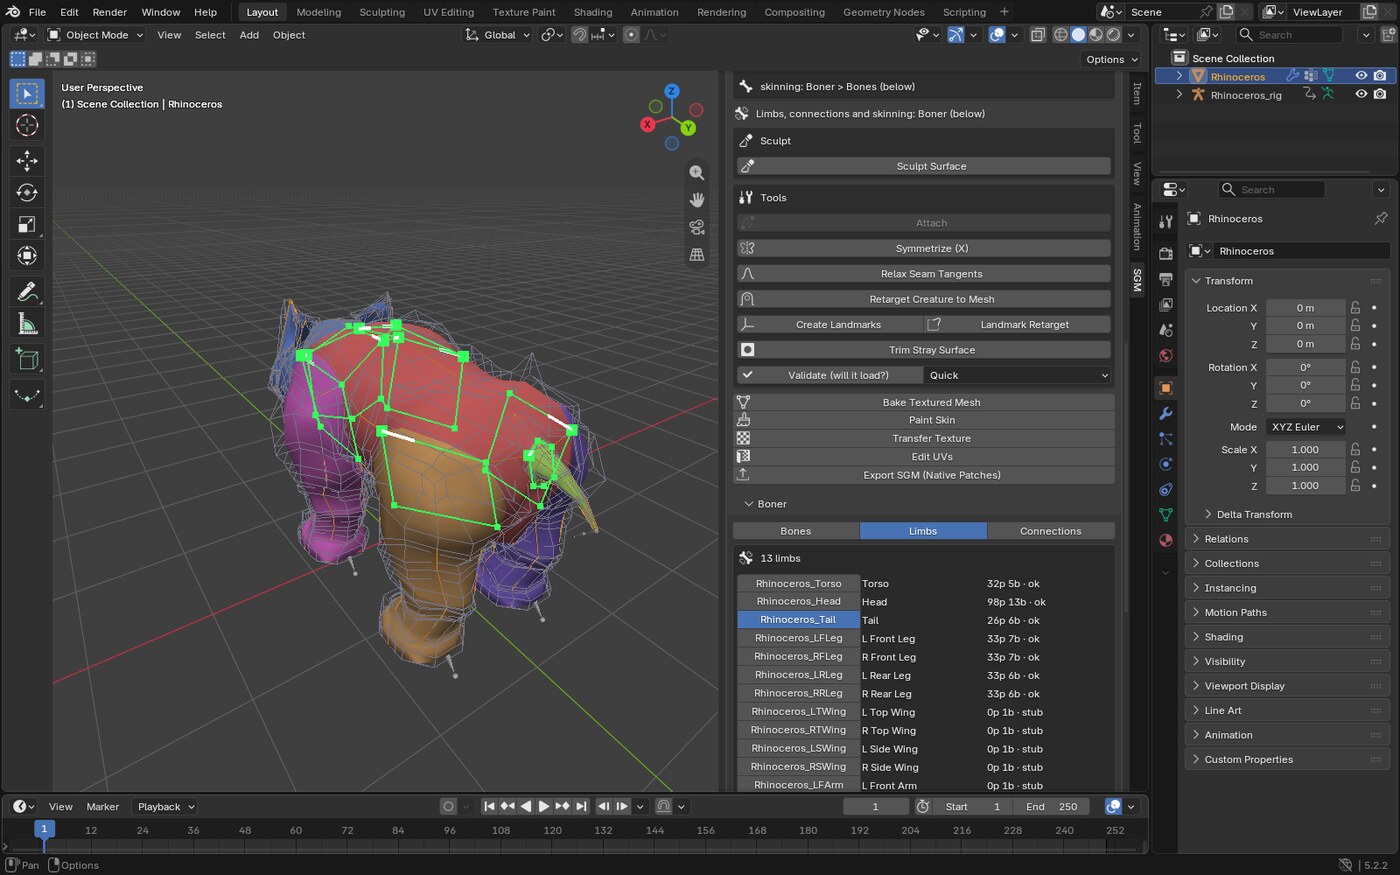 File Edit Render Window Help Layout Modeling Sculpting UV Editing Texture Paint Shading Animation Rendering Compositing Geometry Nodes Scripting + Scene ViewLayer
Object Mode View Select Add Object Global Search
Options
User Perspective
(1) Scene Collection | Rhinoceros
Z
X
Y
skinning: Boner > Bones (below)
Limbs, connections and skinning: Boner (below)
Sculpt
Sculpt Surface
Tools
Attach
Symmetrize (X)
Relax Seam Tangents
Retarget Creature to Mesh
Create Landmarks Landmark Retarget
Trim Stray Surface
Validate (will it load?) Quick
Bake Textured Mesh
Paint Skin
Transfer Texture
Edit UVs
Export SGM (Native Patches)
Boner
Bones Limbs Connections
13 limbs
Rhinoceros_Torso Torso 32p 5b · ok
Rhinoceros_Head Head 98p 13b · ok
Rhinoceros_Tail Tail 26p 6b · ok
Rhinoceros_LFLeg L Front Leg 33p 7b · ok
Rhinoceros_RFLeg R Front Leg 33p 7b · ok
Rhinoceros_LRLeg L Rear Leg 33p 6b · ok
Rhinoceros_RRLeg R Rear Leg 33p 6b · ok
Rhinoceros_LTWing L Top Wing 0p 1b · stub
Rhinoceros_RTWing R Top Wing 0p 1b · stub
Rhinoceros_LSWing L Side Wing 0p 1b · stub
Rhinoceros_RSWing R Side Wing 0p 1b · stub
Rhinoceros_LFArm L Front Arm 0p 1b · stub
Item
Tool
View
Animation
SGM
Scene Collection
Rhinoceros
Rhinoceros_rig
Search
Rhinoceros
Rhinoceros
Transform
Location X 0 m
Y 0 m
Z 0 m
Rotation X 0°
Y 0°
Z 0°
Mode XYZ Euler
Scale X 1.000
Y 1.000
Z 1.000
Delta Transform
Relations
Collections
Instancing
Motion Paths
Shading
Visibility
Viewport Display
Line Art
Animation
Custom Properties
View Marker Playback 1 Start 1 End 250
1 12 24 36 48 60 72 84 96 108 120 132 144 156 168 180 192 204 216 228 240 252
Pan Options 5.2.2